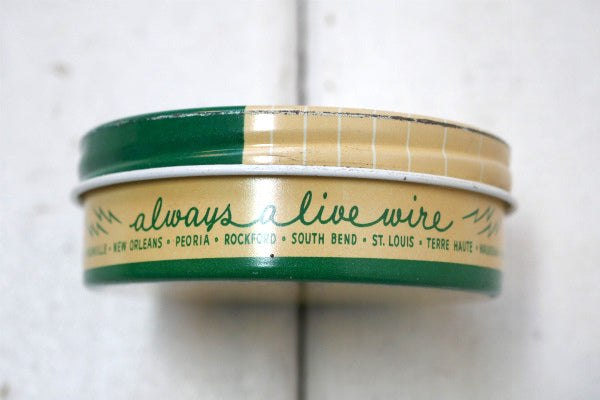 always a live wire
NEW ORLEANS • PEORIA • ROCKFORD • SOUTH BEND • ST. LOUIS • TERRE HAUTE •